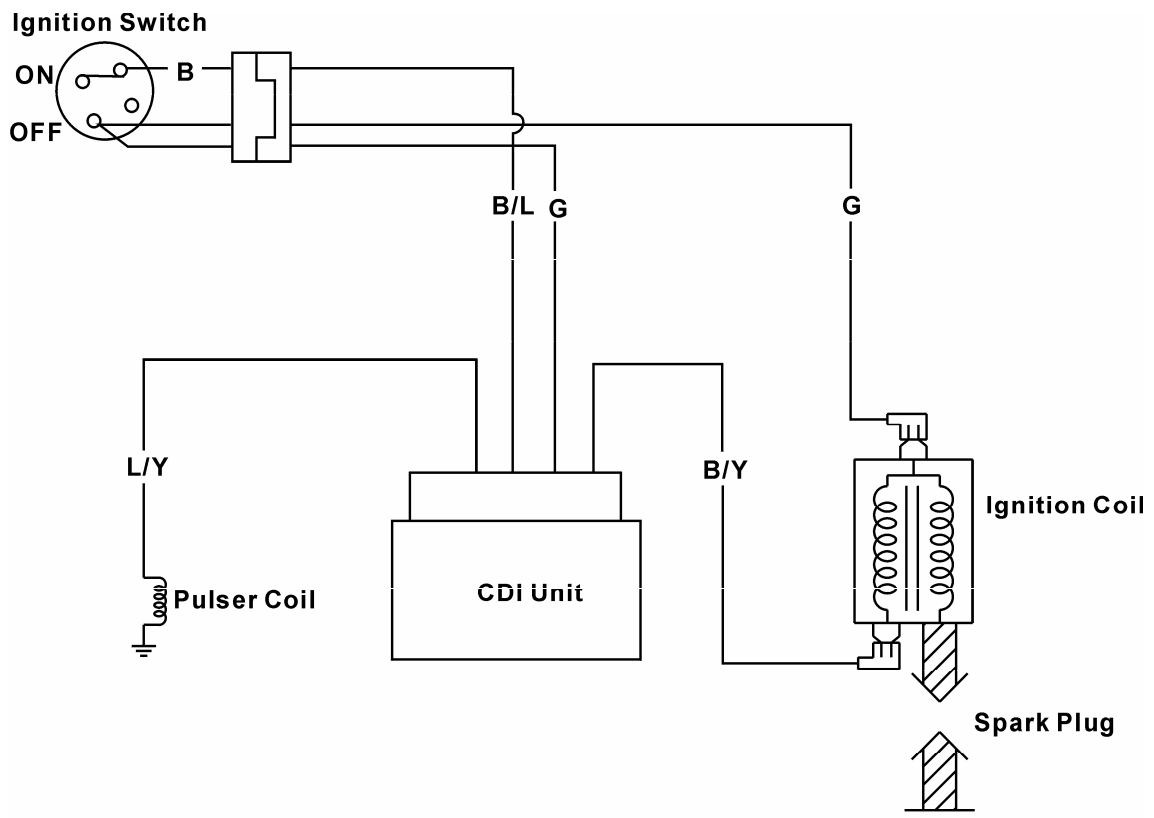 Ignition Switch
ON
B
OFF
B/L
G
G
L/Y
B/Y
Ignition Coil
CDI Unit
Pulser Coil
Spark Plug